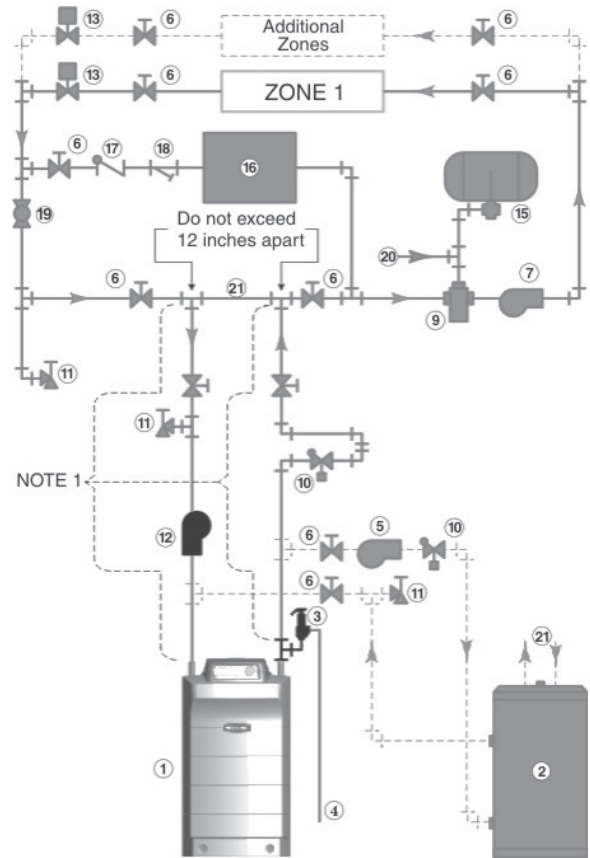 13 6 Additional Zones 6
13 6 ZONE 1 6
6 17 18 16
19
Do not exceed
12 inches apart
15
20
6 21 6 7
9
11
11
NOTE 1
10
12 6 5 10
6 11
3
21
1 2
4